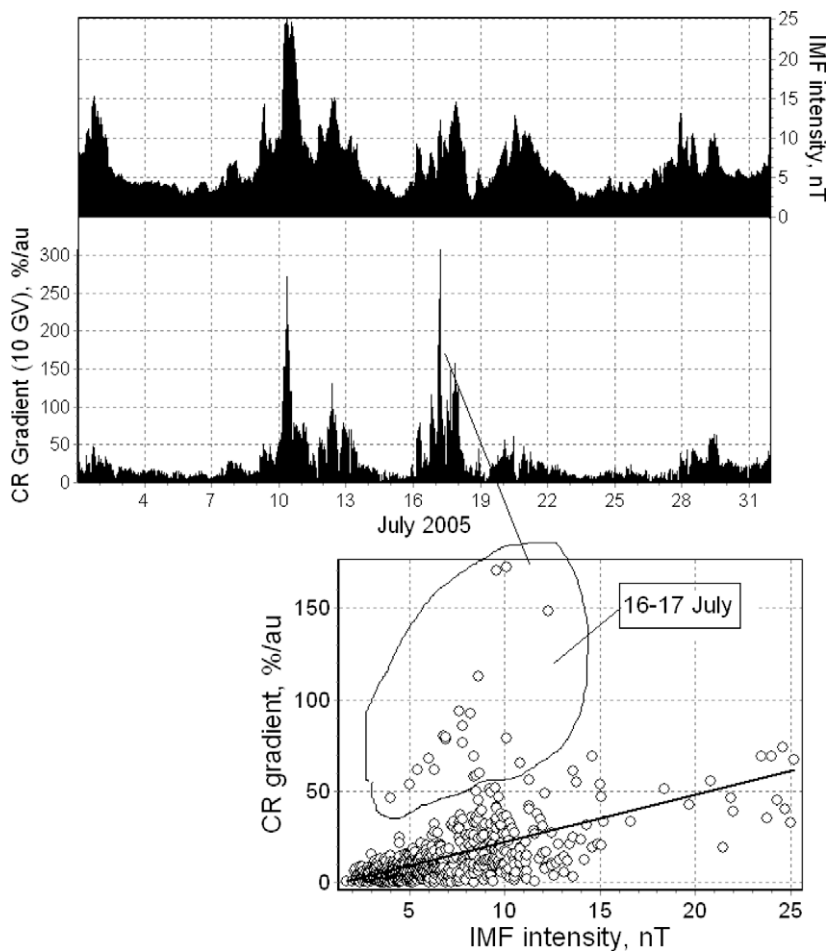 25
20
15
10
5
0
IMF intensity, nT
CR Gradient (10 GV), %/au
300
250
200
150
100
50
0
4 7 10 13 16 19 22 25 28 31
July 2005
CR gradient, %/au
150
100
50
0
16-17 July
5 10 15 20 25
IMF intensity, nT